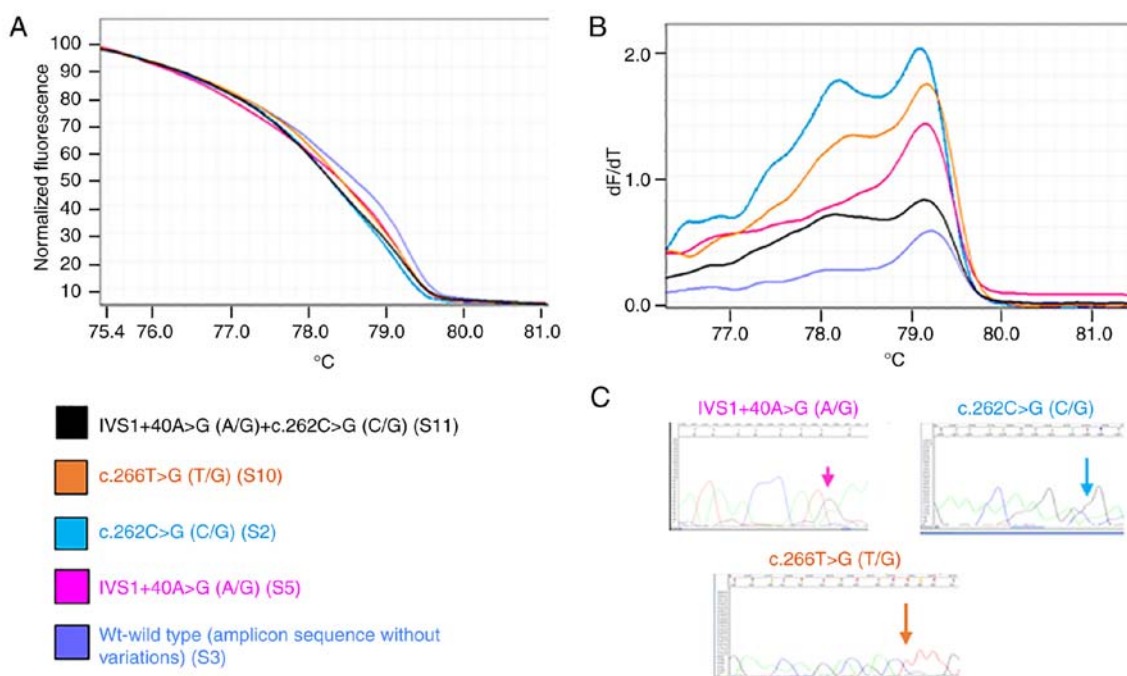 A
Normalized fluorescence
100
90
80
70
60
50
40
30
20
10
75.4 76.0 77.0 78.0 79.0 80.0 81.0
°C
B
dF/dT
2.0
1.0
0.0
77.0 78.0 79.0 80.0 81.0
°C
IVS1+40A>G (A/G)+c.262C>G (C/G) (S11)
c.266T>G (T/G) (S10)
c.262C>G (C/G) (S2)
IVS1+40A>G (A/G) (S5)
Wt-wild type (amplicon sequence without
variations) (S3)
C
IVS1+40A>G (A/G)
c.262C>G (C/G)
c.266T>G (T/G)